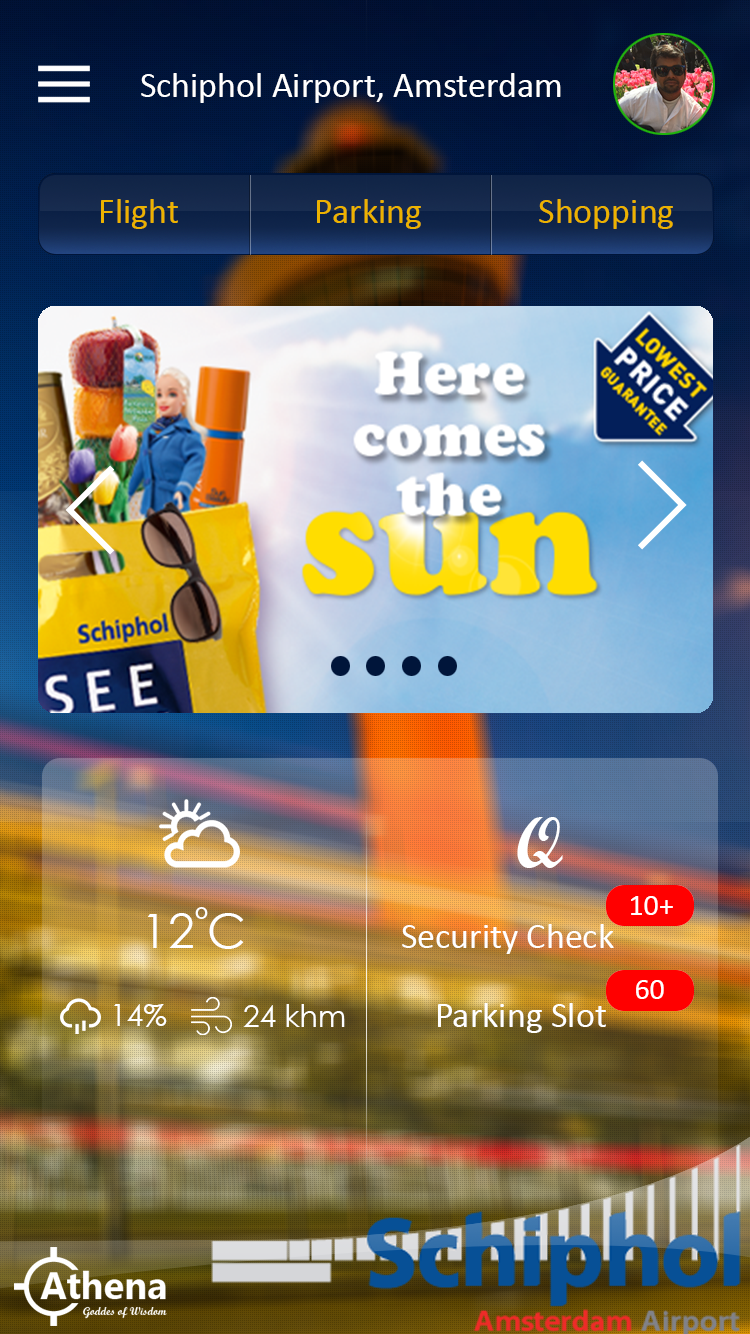 Schiphol Airport, Amsterdam
Flight
Parking
Shopping
Here
comes
the
sun
LOWEST
PRICE
GUARANTEE
Schiphol
SEE
12°C
14%
24 khm
Q
Security Check
10+
Parking Slot
60
Schiphol
Amsterdam Airport
Athena
Goddes of Wisdom